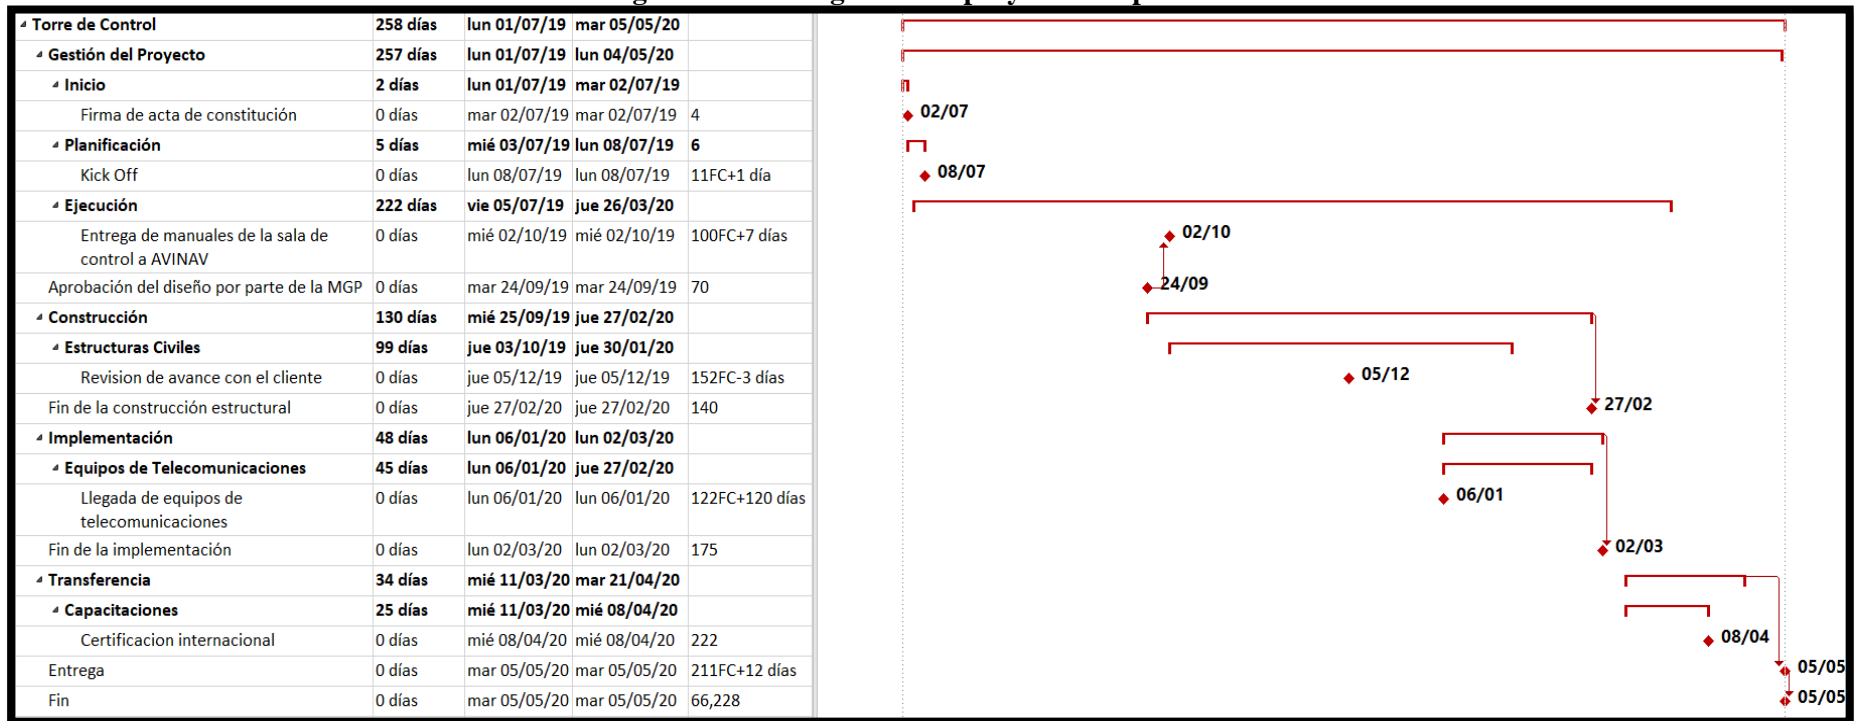 Torre de Control 258 días lun 01/07/19 mar 05/05/20
Gestión del Proyecto 257 días lun 01/07/19 lun 04/05/20
Inicio 2 días lun 01/07/19 mar 02/07/19
Firma de acta de constitución 0 días mar 02/07/19 mar 02/07/19 4 02/07
Planificación 5 días mié 03/07/19 lun 08/07/19 6
Kick Off 0 días lun 08/07/19 lun 08/07/19 11FC+1 día 08/07
Ejecución 222 días vie 05/07/19 jue 26/03/20
Entrega de manuales de la sala de 0 días mié 02/10/19 mié 02/10/19 100FC+7 días 02/10
control a AVINAV
Aprobación del diseño por parte de la MGP 0 días mar 24/09/19 mar 24/09/19 70 24/09
Construcción 130 días mié 25/09/19 jue 27/02/20
Estructuras Civiles 99 días jue 03/10/19 jue 30/01/20
Revision de avance con el cliente 0 días jue 05/12/19 jue 05/12/19 152FC-3 días 05/12
Fin de la construcción estructural 0 días jue 27/02/20 jue 27/02/20 140 27/02
Implementación 48 días lun 06/01/20 lun 02/03/20
Equipos de Telecomunicaciones 45 días lun 06/01/20 jue 27/02/20
Llegada de equipos de 0 días lun 06/01/20 lun 06/01/20 122FC+120 días 06/01
telecomunicaciones
Fin de la implementación 0 días lun 02/03/20 lun 02/03/20 175 02/03
Transferencia 34 días mié 11/03/20 mar 21/04/20
Capacitaciones 25 días mié 11/03/20 mié 08/04/20
Certificacion internacional 0 días mié 08/04/20 mié 08/04/20 222 08/04
Entrega 0 días mar 05/05/20 mar 05/05/20 211FC+12 días 05/05
Fin 0 días mar 05/05/20 mar 05/05/20 66,228 05/05